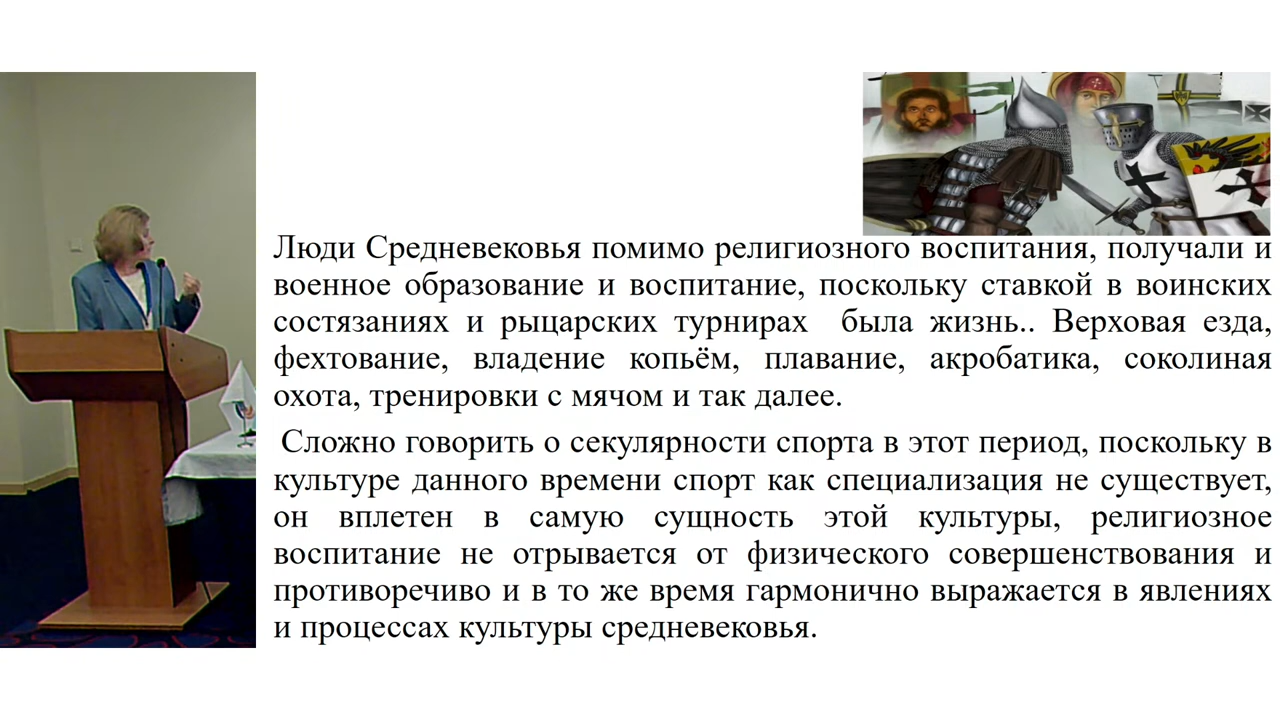 Люди Средневековья помимо религиозного воспитания, получали и
военное образование и воспитание, поскольку ставкой в воинских
состязаниях и рыцарских турнирах  была жизнь.. Верховая езда,
фехтование, владение копьём, плавание, акробатика, соколиная
охота, тренировки с мячом и так далее.
Сложно говорить о секулярности спорта в этот период, поскольку в
культуре данного времени спорт как специализация не существует,
он вплетен в самую сущность этой культуры, религиозное
воспитание не отрывается от физического совершенствования и
противоречиво и в то же время гармонично выражается в явлениях
и процессах культуры средневековья.